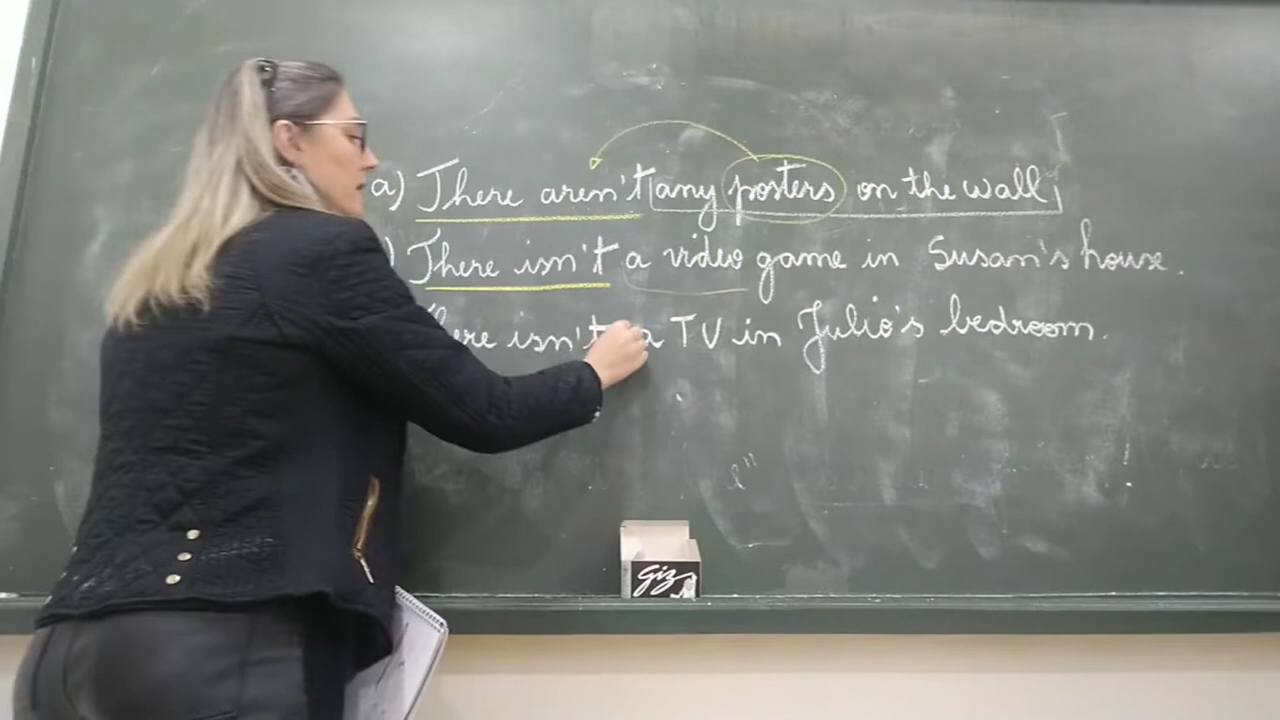 a) There aren't any posters on the wall.
) There isn't a video game in Susan's house.
here isn't a TV in Julio's bedroom.
giz